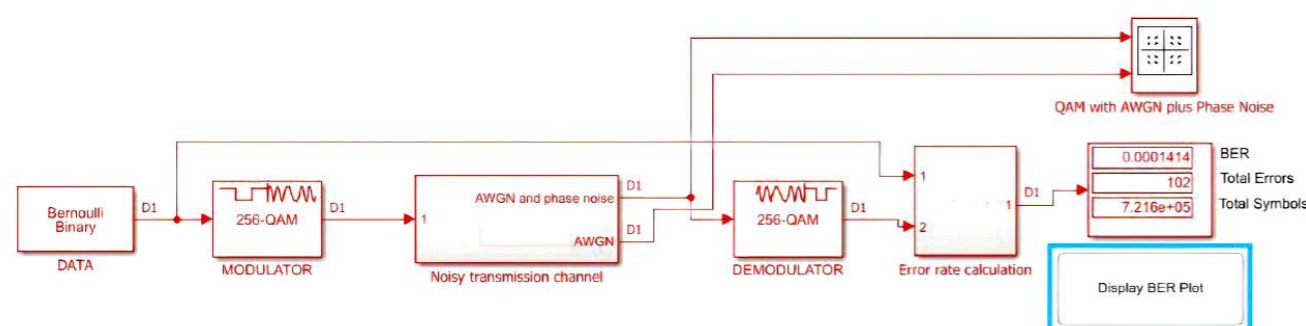 QAM with AWGN plus Phase Noise
Bernoulli
Binary
D1
DATA
256-QAM
D1
MODULATOR
1
AWGN and phase noise
D1
AWGN
D1
Noisy transmission channel
256-QAM
D1
DEMODULATOR
1
2
1
D1
Error rate calculation
0.0001414
BER
102
Total Errors
7.216e+05
Total Symbols
Display BER Plot